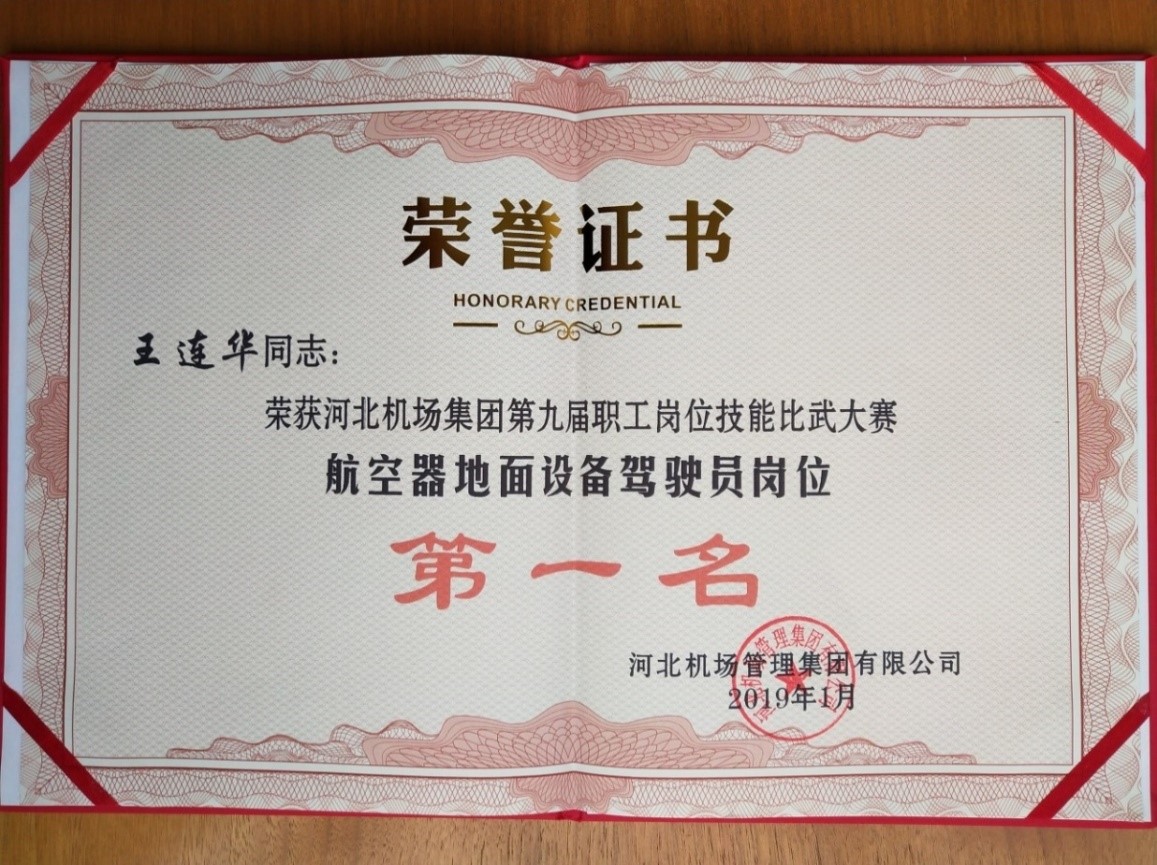 荣誉证书
HONORARY CREDENTIAL
王连华同志：
荣获河北机场集团第九届职工岗位技能比武大赛
航空器地面设备驾驶员岗位
第一名
河北机场管理集团有限公司
2019年1月